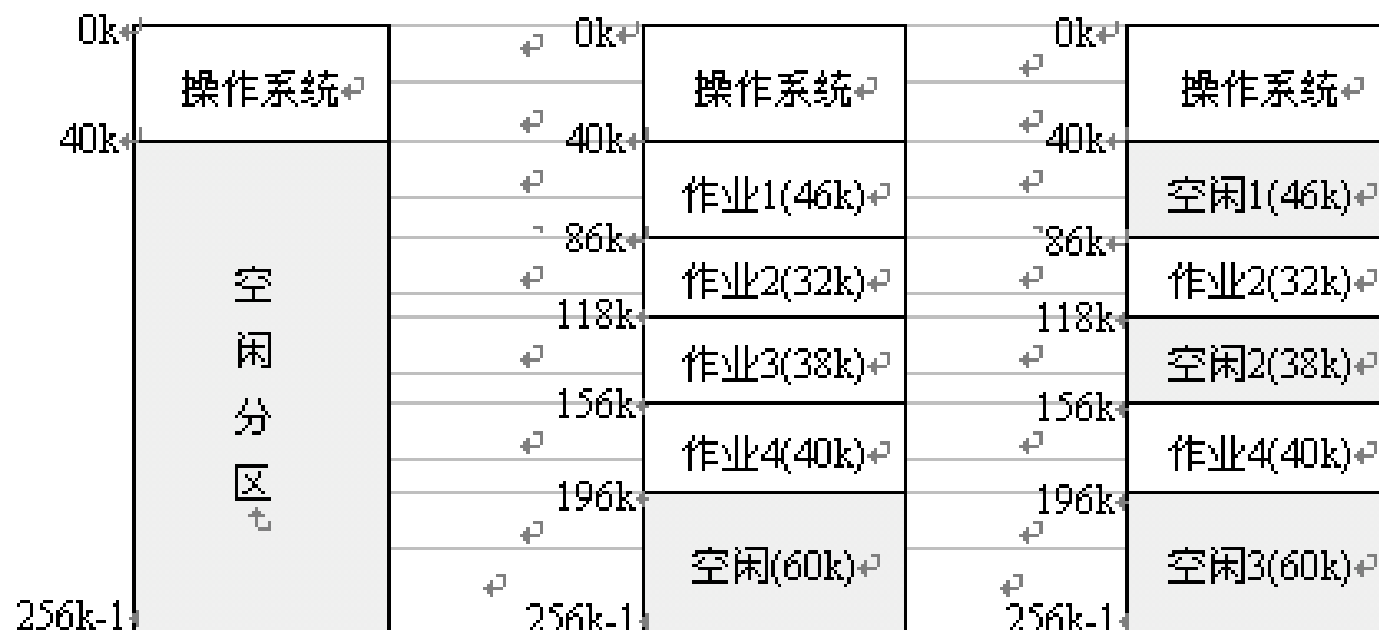 0k
操作系统
40k
空
闲
分
区
256k-1
0k
操作系统
40k
作业1(46k)
86k
作业2(32k)
118k
作业3(38k)
156k
作业4(40k)
196k
空闲(60k)
256k-1
0k
操作系统
40k
空闲1(46k)
86k
作业2(32k)
118k
空闲2(38k)
156k
作业4(40k)
196k
空闲3(60k)
256k-1